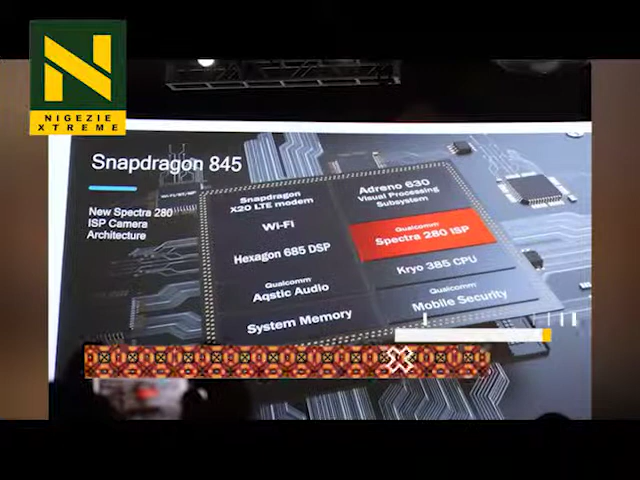 NIGEZIE
XTREME
Snapdragon 845
New Spectra 280
ISP Camera
Architecture
Snapdragon
X20 LTE modem
Wi-Fi
Hexagon 685 DSP
Qualcomm
Aqstic Audio
System Memory
Adreno 630
Visual Processing
Subsystem
Qualcomm
Spectra 280 ISP
Kryo 385 CPU
Qualcomm
Mobile Security